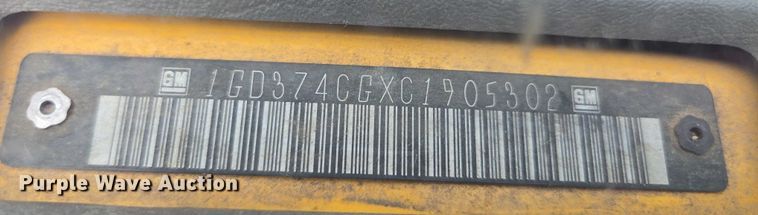 GM 1GD374CGXC1905302 GM
Purple Wave Auction